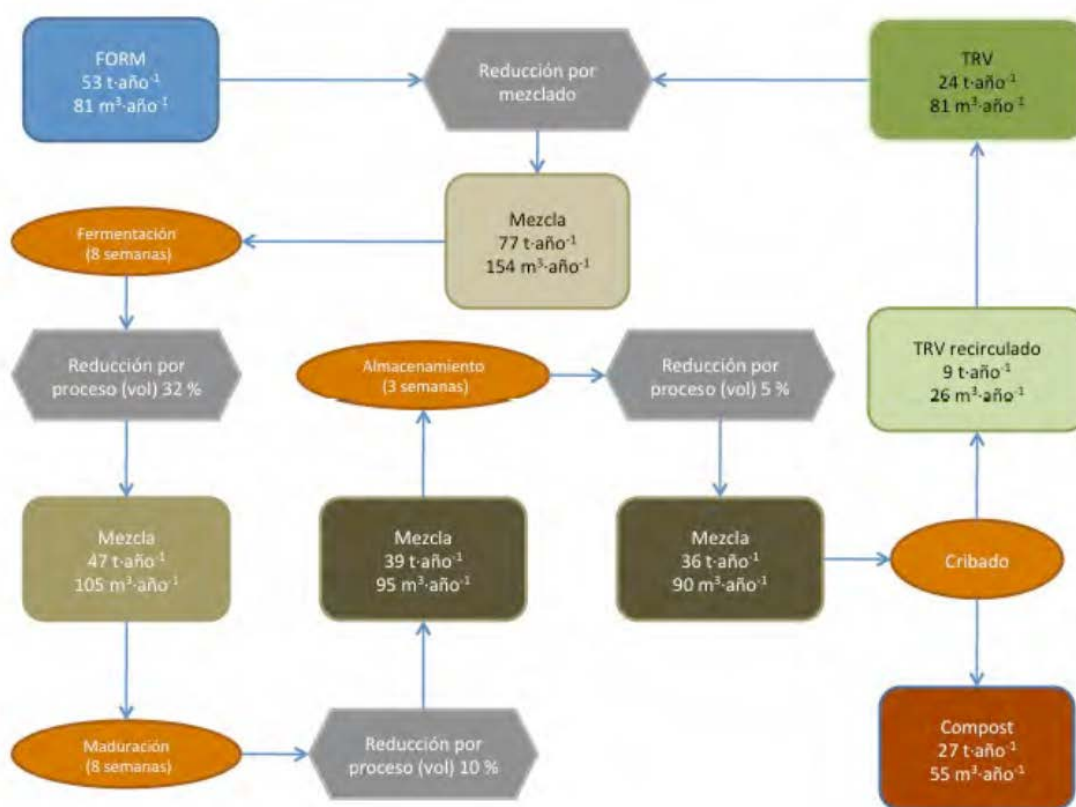 FORM
53 t·año⁻¹
81 m³·año⁻¹
Reducción por
mezclado
TRV
24 t·año⁻¹
81 m³·año⁻¹
Mezcla
77 t·año⁻¹
154 m³·año⁻¹
Fermentación
(8 semanas)
Reducción por
proceso (vol) 32 %
Almacenamiento
(3 semanas)
Reducción por
proceso (vol) 5 %
TRV recirculado
9 t·año⁻¹
26 m³·año⁻¹
Mezcla
47 t·año⁻¹
105 m³·año⁻¹
Mezcla
39 t·año⁻¹
95 m³·año⁻¹
Mezcla
36 t·año⁻¹
90 m³·año⁻¹
Cribado
Maduración
(8 semanas)
Reducción por
proceso (vol) 10 %
Compost
27 t·año⁻¹
55 m³·año⁻¹